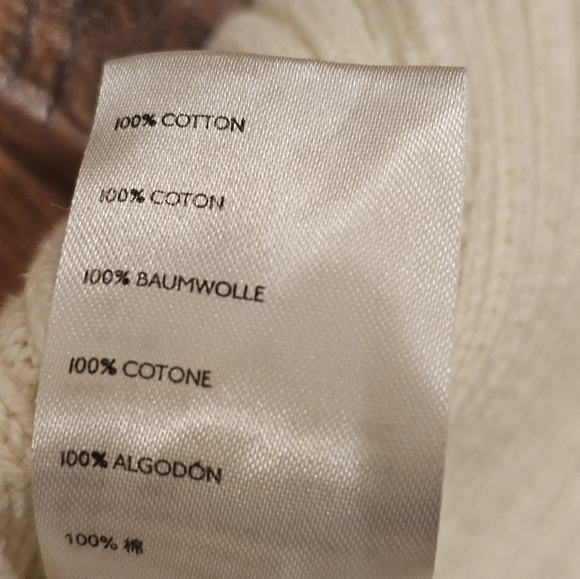 100% COTTON
100% COTON
100% BAUMWOLLE
100% COTONE
100% ALGODÓN
100% 棉